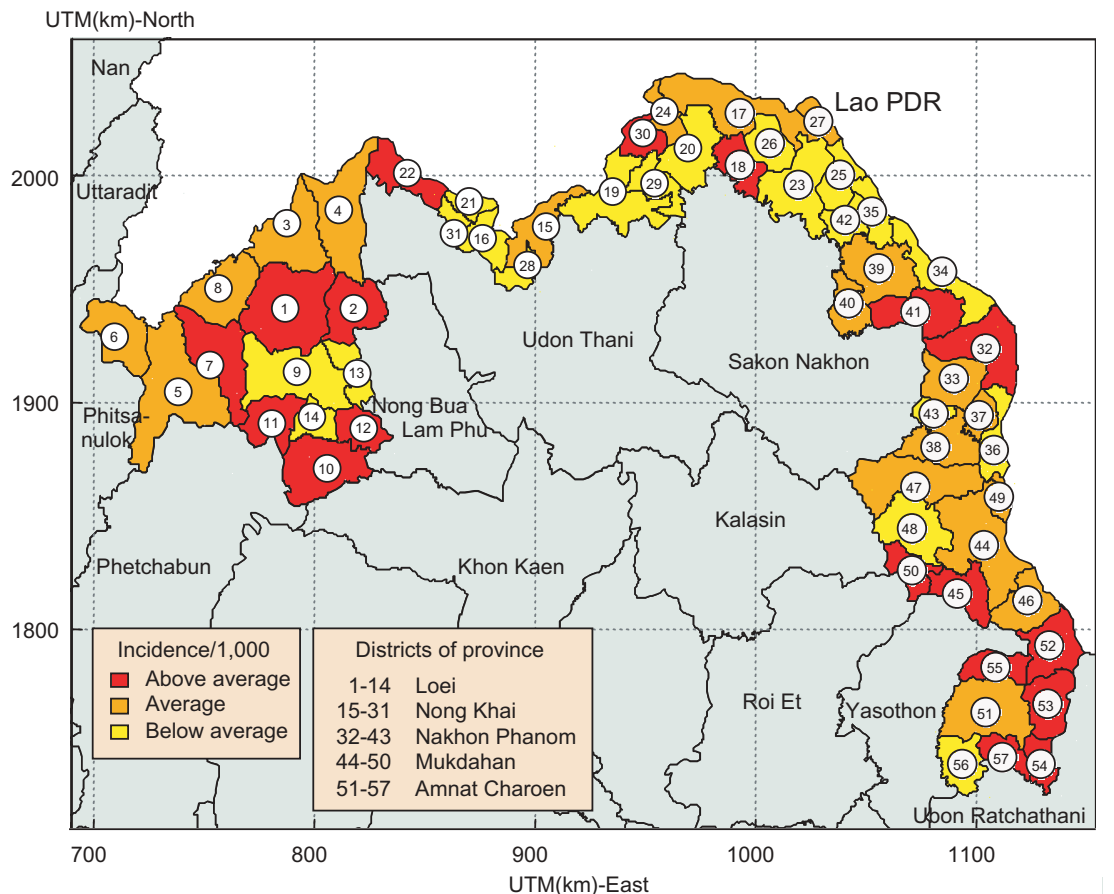 UTM(km)-North
Nan
Lao PDR
24
17
27
30
26
20
18
22
2000
29
25
23
19
Uttaradit
4
21
35
3
42
15
31
16
28
39
34
8
40
1
2
41
6
Udon Thani
32
Sakon Nakhon
7
9
13
33
5
1900
Nong Bua
Lam Phu
43
37
Phitsa-
nulok
11
14
12
38
36
10
47
49
Kalasin
48
44
Phetchabun
Khon Kaen
50
45
46
1800
Incidence/1,000
Above average
Average
Below average
Districts of province
1-14 Loei
15-31 Nong Khai
32-43 Nakhon Phanom
44-50 Mukdahan
51-57 Amnat Charoen
52
55
Roi Et
Yasothon
53
51
56
57
54
Ubon Ratchathani
700
800
900
1000
1100
UTM(km)-East